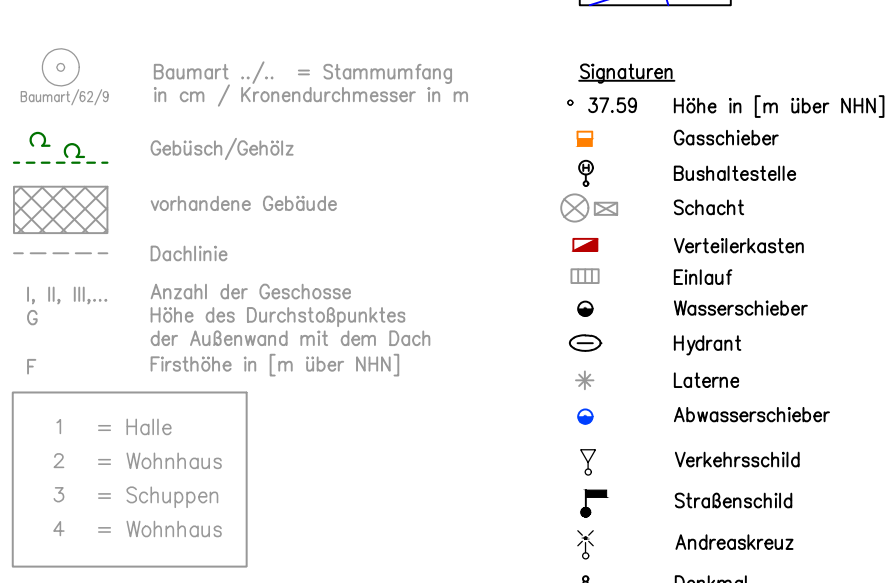 Baumart/62/9
Baumart ../.. = Stammumfang
in cm / Kronendurchmesser in m
Gebüsch/Gehölz
vorhandene Gebäude
Dachlinie
I, II, III,... Anzahl der Geschosse
G Höhe des Durchstoßpunktes
der Außenwand mit dem Dach
F Firsthöhe in [m über NHN]
1 = Halle
2 = Wohnhaus
3 = Schuppen
4 = Wohnhaus
Signaturen
37.59 Höhe in [m über NHN]
Gasschieber
H Bushaltestelle
Schacht
Verteilerkasten
Einlauf
Wasserschieber
Hydrant
Laterne
Abwasserschieber
Verkehrsschild
Straßenschild
Andreaskreuz
Denkmal